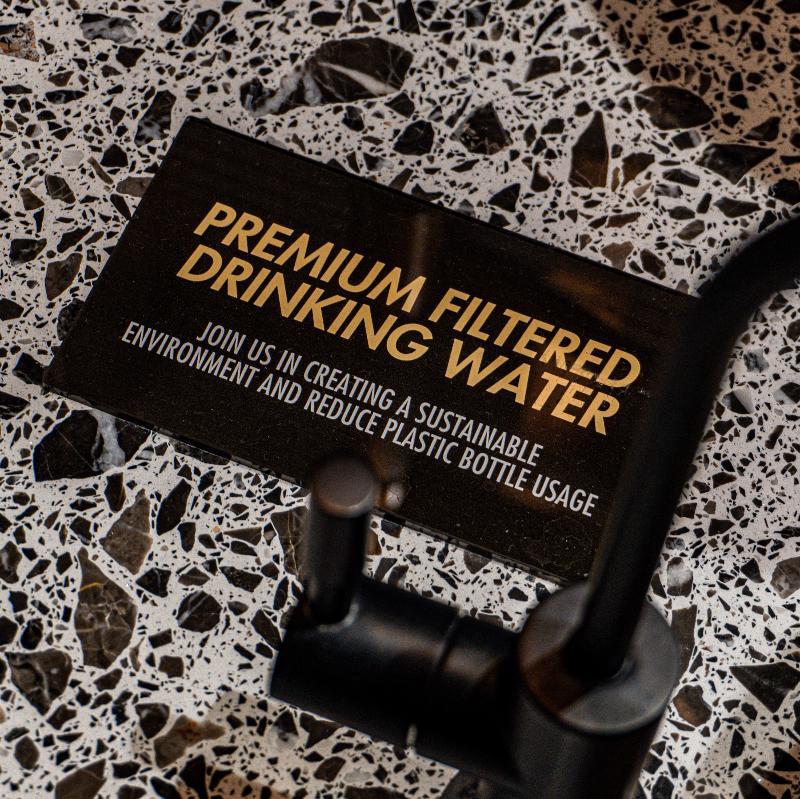 PREMIUM FILTERED
DRINKING WATER
JOIN US IN CREATING A SUSTAINABLE
ENVIRONMENT AND REDUCE PLASTIC BOTTLE USAGE